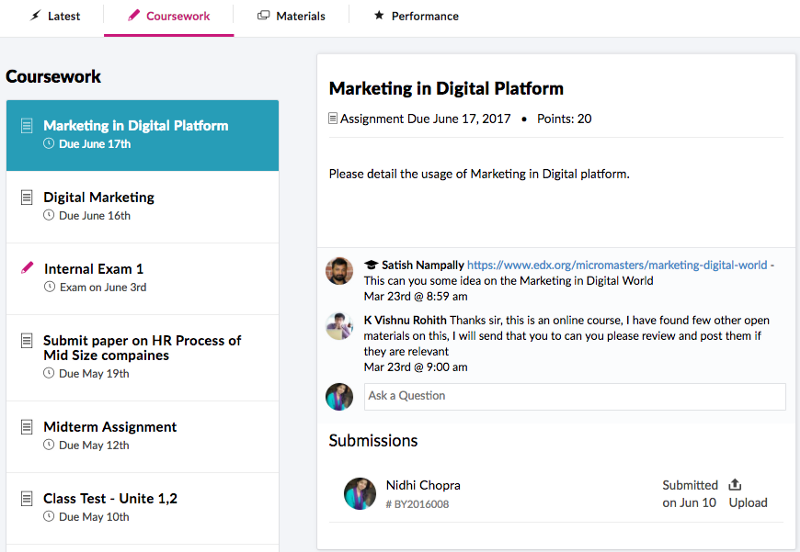 Latest
Coursework
Materials
Performance
Coursework
Marketing in Digital Platform
Due June 17th
Digital Marketing
Due June 16th
Internal Exam 1
Exam on June 3rd
Submit paper on HR Process of
Mid Size compaines
Due May 19th
Midterm Assignment
Due May 12th
Class Test - Unite 1,2
Due May 10th
Marketing in Digital Platform
Assignment Due June 17, 2017 • Points: 20
Please detail the usage of Marketing in Digital platform.
Satish Nampally https://www.edx.org/micromasters/marketing-digital-world -
This can you some idea on the Marketing in Digital World
Mar 23rd @ 8:59 am
K Vishnu Rohith Thanks sir, this is an online course, I have found few other open
materials on this, I will send that you to can you please review and post them if
they are relevant
Mar 23rd @ 9:00 am
Ask a Question
Submissions
Nidhi Chopra
# BY2016008
Submitted
on Jun 10
Upload